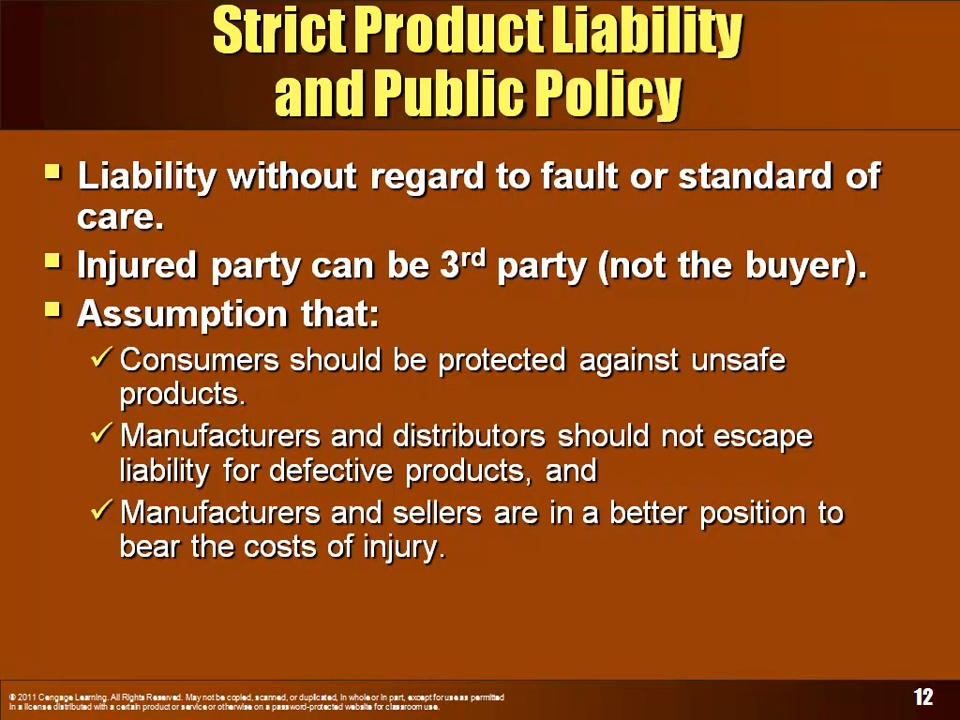 Strict Product Liability
and Public Policy
Liability without regard to fault or standard of
care.
Injured party can be 3rd party (not the buyer).
Assumption that:
Consumers should be protected against unsafe
products.
Manufacturers and distributors should not escape
liability for defective products, and
Manufacturers and sellers are in a better position to
bear the costs of injury.
© 2011 Cengage Learning. All Rights Reserved. May not be copied, scanned, or duplicated, in whole or in part, except for use as permitted
in a license distributed with a certain product or service or otherwise on a password-protected website for classroom use.
12